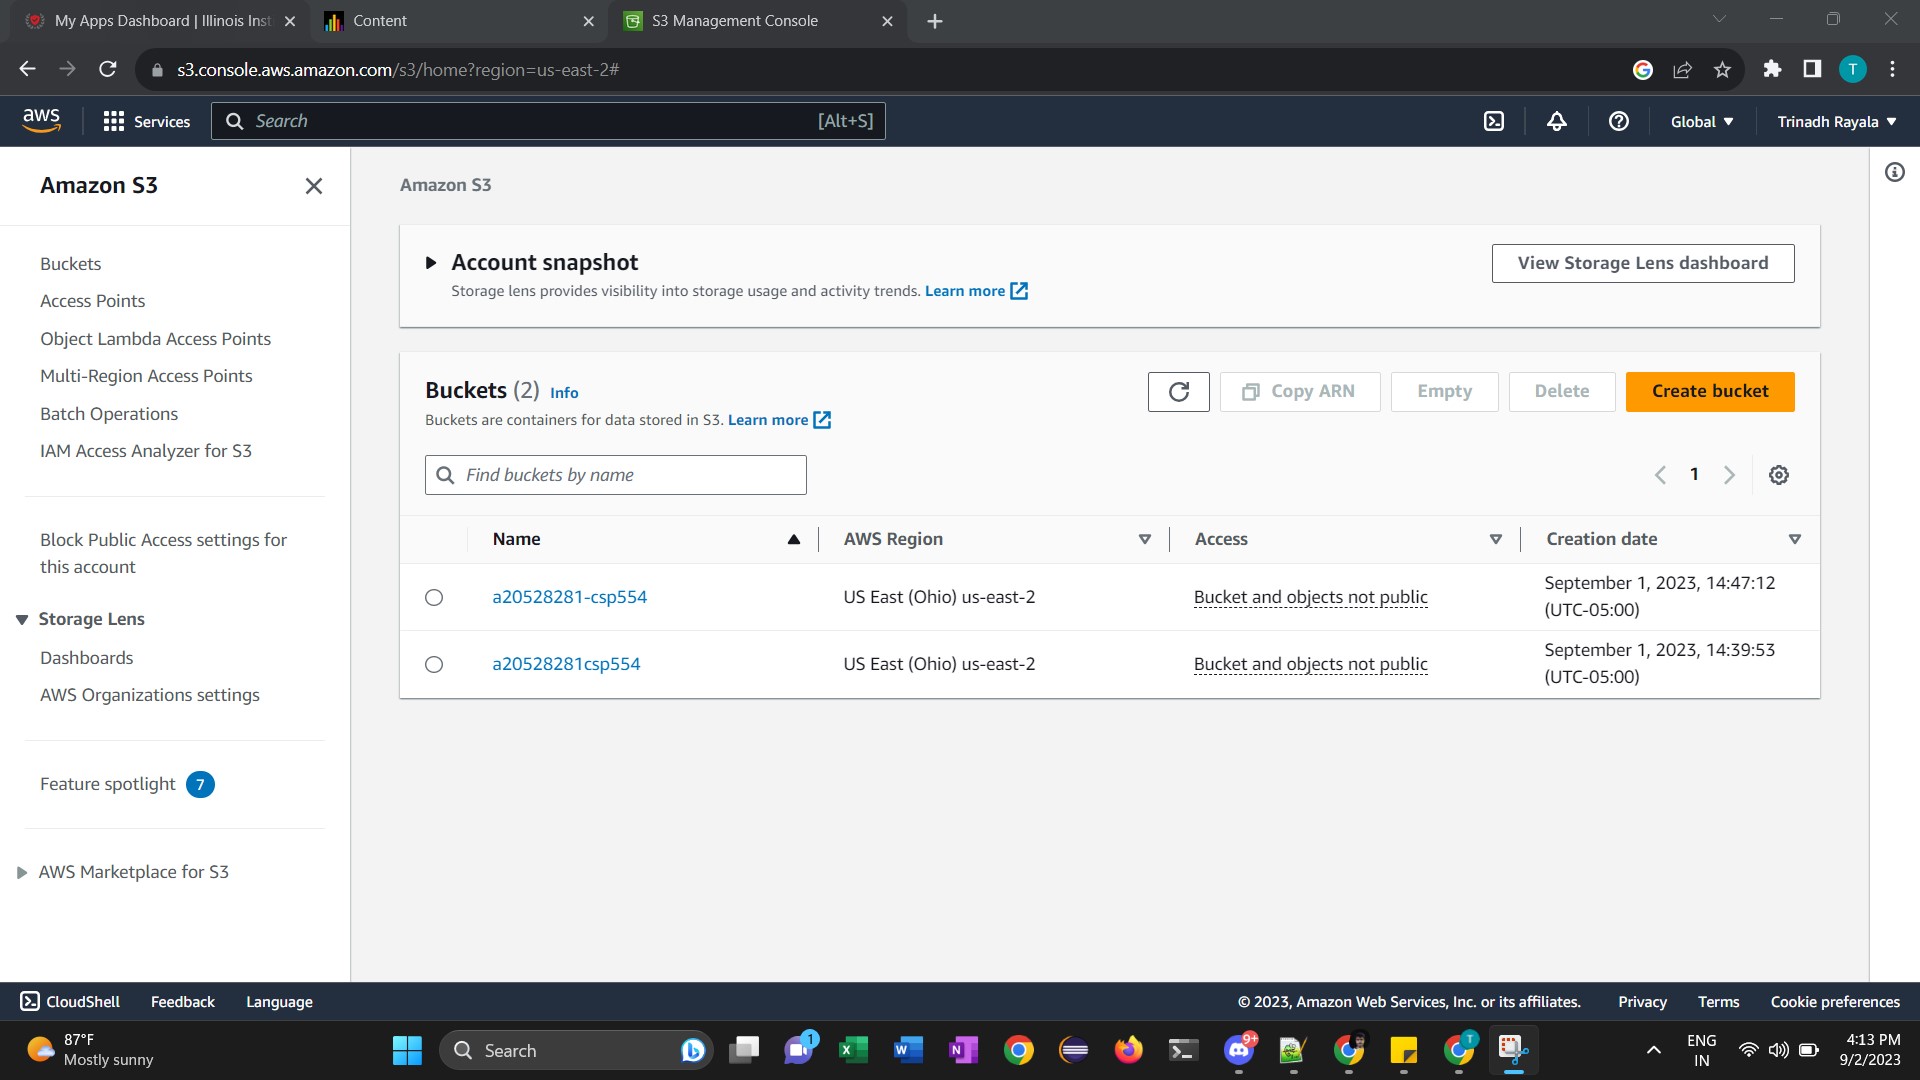 My Apps Dashboard | Illinois Inst
Content
S3 Management Console
s3.console.aws.amazon.com/s3/home?region=us-east-2#
T
aws
Services
Search
[Alt+S]
Global
Trinadh Rayala
Amazon S3
Buckets
Access Points
Object Lambda Access Points
Multi-Region Access Points
Batch Operations
IAM Access Analyzer for S3
Block Public Access settings for
this account
Storage Lens
Dashboards
AWS Organizations settings
Feature spotlight 7
AWS Marketplace for S3
Amazon S3
Account snapshot
Storage lens provides visibility into storage usage and activity trends. Learn more
View Storage Lens dashboard
Buckets (2) Info
Buckets are containers for data stored in S3. Learn more
Copy ARN
Empty
Delete
Create bucket
Find buckets by name
1
Name
AWS Region
Access
Creation date
a20528281-csp554
US East (Ohio) us-east-2
Bucket and objects not public
September 1, 2023, 14:47:12
(UTC-05:00)
a20528281csp554
US East (Ohio) us-east-2
Bucket and objects not public
September 1, 2023, 14:39:53
(UTC-05:00)
CloudShell
Feedback
Language
© 2023, Amazon Web Services, Inc. or its affiliates.
Privacy
Terms
Cookie preferences
87°F
Mostly sunny
Search
1
9+
T
ENG
IN
4:13 PM
9/2/2023